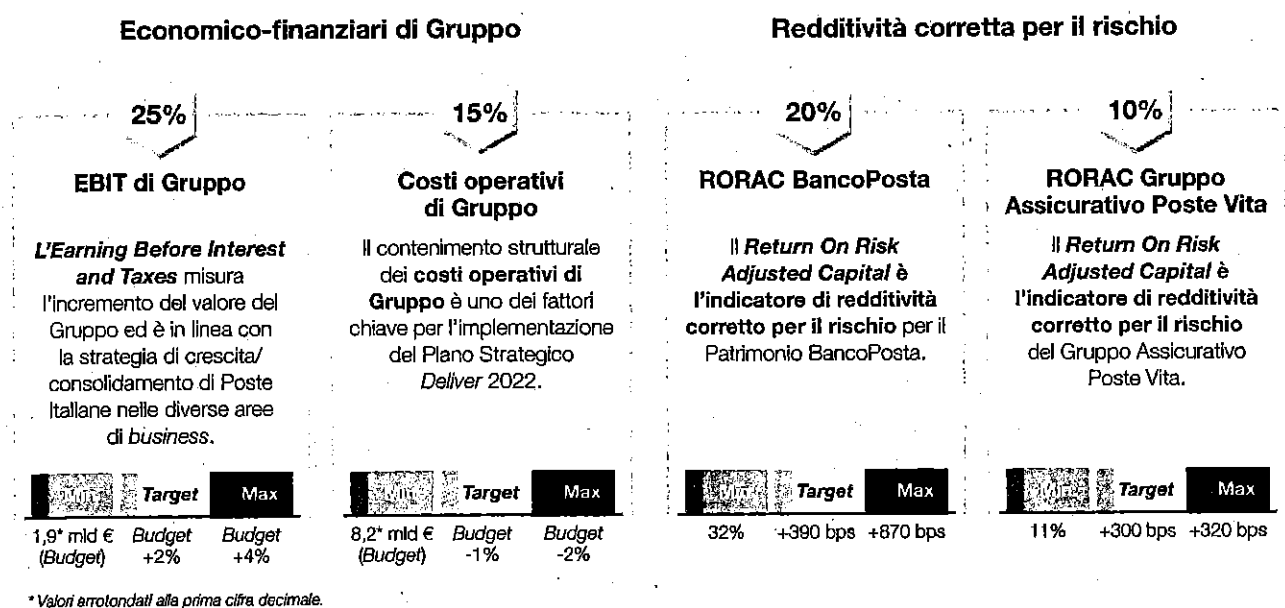 Economico-finanziari di Gruppo
Redditività corretta per il rischio
25%
EBIT di Gruppo
L'Earning Before Interest
and Taxes misura
l'incremento del valore del
Gruppo ed è in linea con
la strategia di crescita/
consolidamento di Poste
Italiane nelle diverse aree
di business.
Min Target Max
1,9* mld € Budget Budget
(Budget) +2% +4%
15%
Costi operativi
di Gruppo
Il contenimento strutturale
dei costi operativi di
Gruppo è uno dei fattori
chiave per l'implementazione
del Piano Strategico
Deliver 2022.
Min Target Max
8,2* mld € Budget Budget
(Budget) -1% -2%
20%
RORAC BancoPosta
Il Return On Risk
Adjusted Capital è
l'indicatore di redditività
corretto per il rischio per il
Patrimonio BancoPosta.
Min Target Max
32% +390 bps +870 bps
10%
RORAC Gruppo
Assicurativo Poste Vita
Il Return On Risk
Adjusted Capital è
l'indicatore di redditività
corretto per il rischio
del Gruppo Assicurativo
Poste Vita.
Min Target Max
11% +300 bps +320 bps
* Valori arrotondati alla prima cifra decimale.